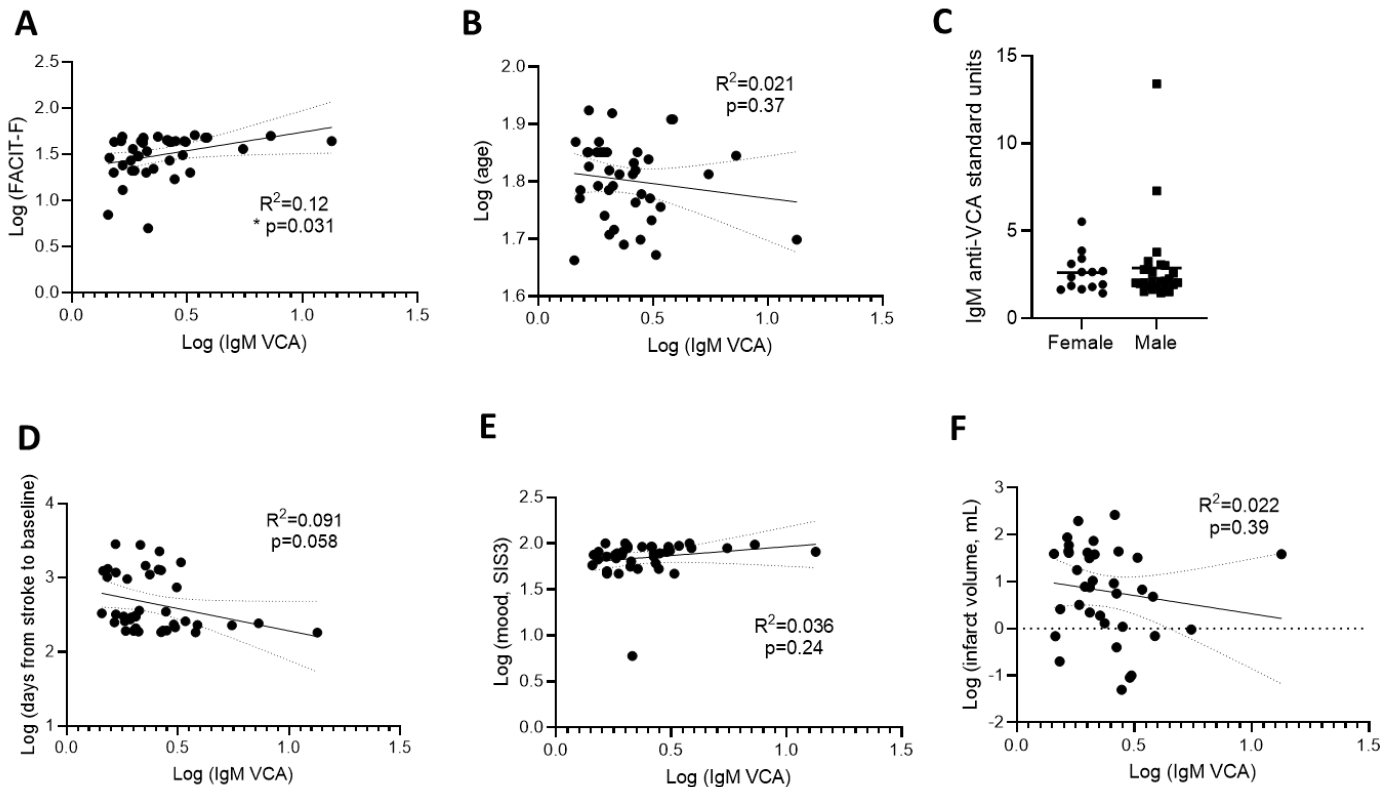 A
Log (FACIT-F)
2.5
2.0
1.5
1.0
0.5
0.0
R²=0.12
* p=0.031
0.0 0.5 1.0 1.5
Log (IgM VCA)
B
Log (age)
2.0
1.9
1.8
1.7
1.6
R²=0.021
p=0.37
0.0 0.5 1.0 1.5
Log (IgM VCA)
C
IgM anti-VCA standard units
15
10
5
0
Female Male
D
Log (days from stroke to baseline)
4
3
2
1
R²=0.091
p=0.058
0.0 0.5 1.0 1.5
Log (IgM VCA)
E
Log (mood, SIS3)
2.5
2.0
1.5
1.0
0.5
0.0
R²=0.036
p=0.24
0.0 0.5 1.0 1.5
Log (IgM VCA)
F
Log (infarct volume, mL)
3
2
1
0
-1
-2
R²=0.022
p=0.39
0.0 0.5 1.0 1.5
Log (IgM VCA)